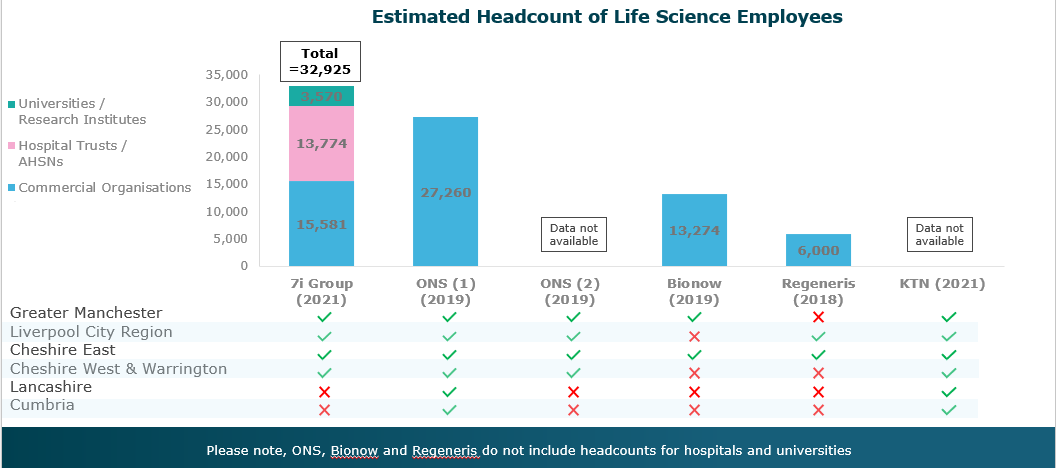 Estimated Headcount of Life Science Employees
Total
=32,925
35,000
30,000
25,000
20,000
15,000
10,000
5,000
0
Universities /
Research Institutes
Hospital Trusts /
AHSNs
Commercial Organisations
3,570
13,774
15,581
27,260
Data not
available
13,274
6,000
Data not
available
7i Group
(2021)
ONS (1)
(2019)
ONS (2)
(2019)
Bionow
(2019)
Regeneris
(2018)
KTN (2021)
Greater Manchester
Liverpool City Region
Cheshire East
Cheshire West & Warrington
Lancashire
Cumbria
Please note, ONS, Bionow and Regeneris do not include headcounts for hospitals and universities